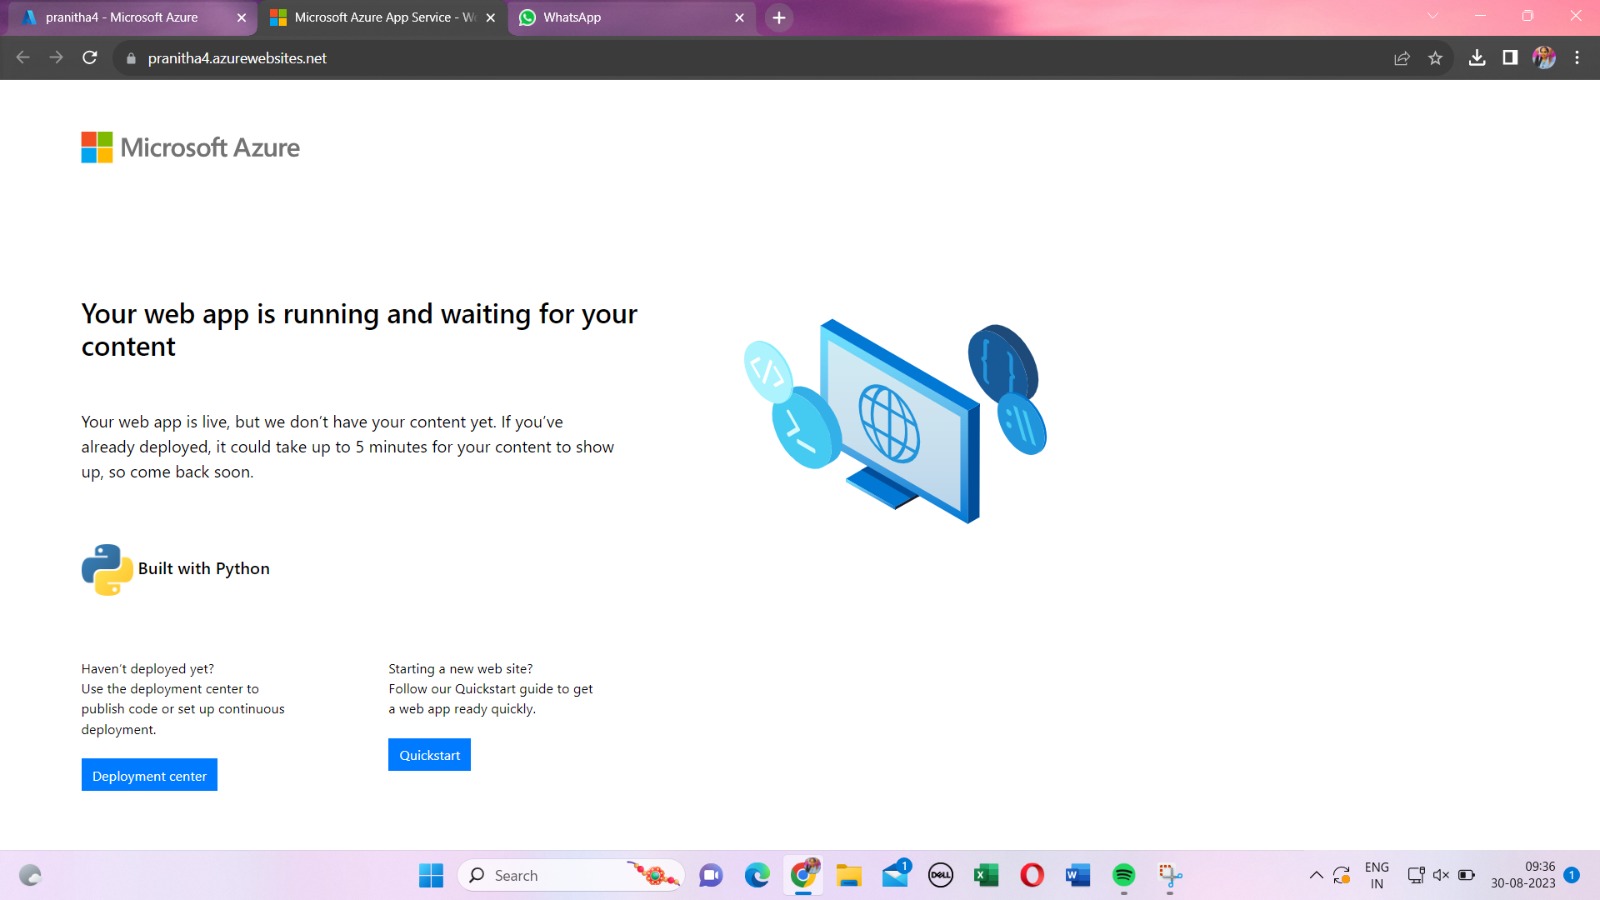 pranitha4 - Microsoft Azure
Microsoft Azure App Service - W
WhatsApp
pranitha4.azurewebsites.net
Microsoft Azure
Your web app is running and waiting for your
content
Your web app is live, but we don’t have your content yet. If you’ve
already deployed, it could take up to 5 minutes for your content to show
up, so come back soon.
Built with Python
Haven’t deployed yet?
Use the deployment center to
publish code or set up continuous
deployment.
Deployment center
Starting a new web site?
Follow our Quickstart guide to get
a web app ready quickly.
Quickstart
Search
1
DELL
ENG
IN
09:36
30-08-2023
1